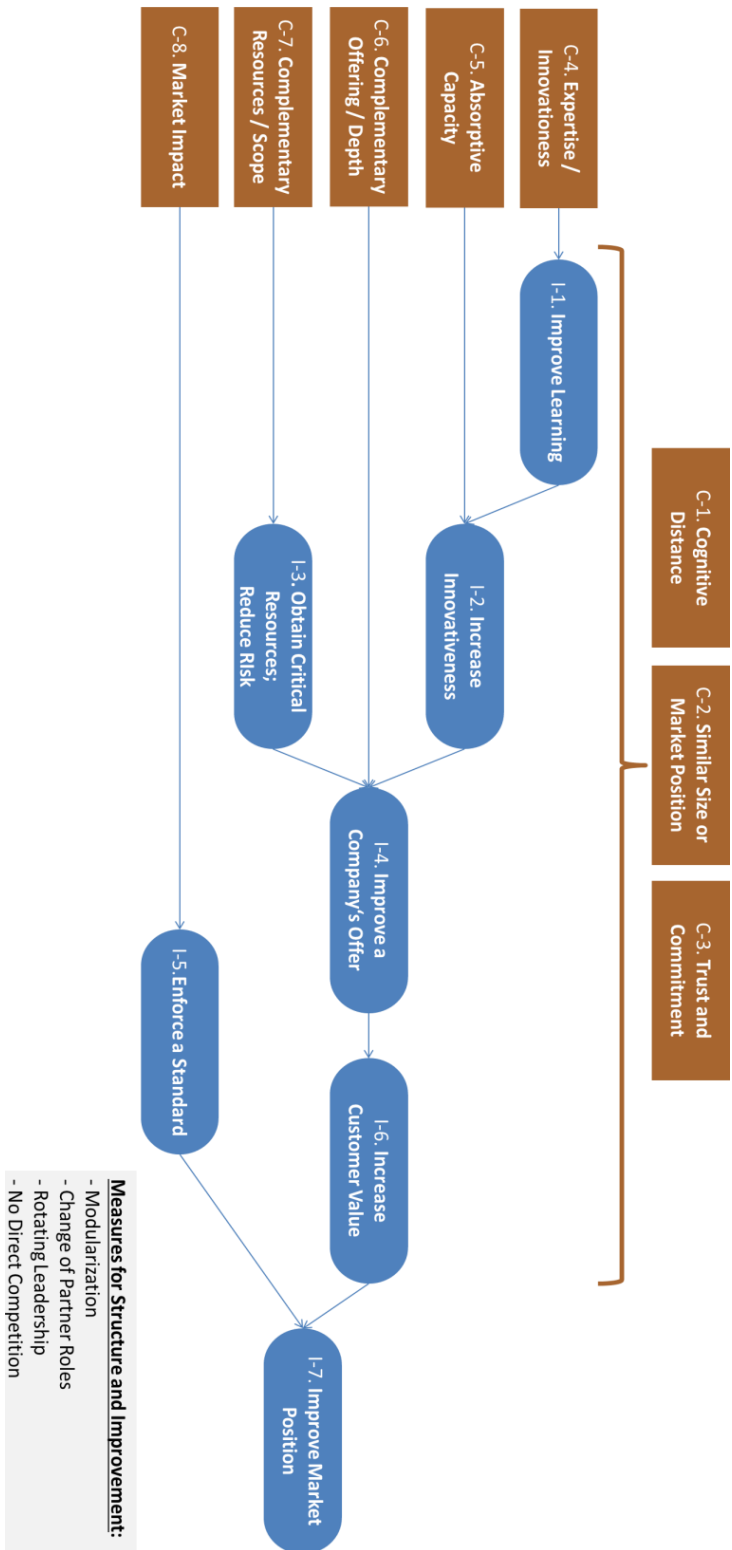 C-1. Cognitive
Distance
C-2. Similar Size or
Market Position
C-3. Trust and
Commitment
C-4. Expertise /
Innovationess
I-1. Improve Learning
C-5. Absorptive
Capacity
I-2. Increase
Innovativeness
C-6. Complementary
Offering / Depth
I-4. Improve a
Company's Offer
I-6. Increase
Customer Value
I-7. Improve Market
Position
C-7. Complementary
Resources / Scope
I-3. Obtain Critical
Resources;
Reduce RIsk
C-8. Market Impact
I-5.Enforce a Standard
Measures for Structure and Improvement:
- Modularization
- Change of Partner Roles
- Rotating Leadership
- No Direct Competition